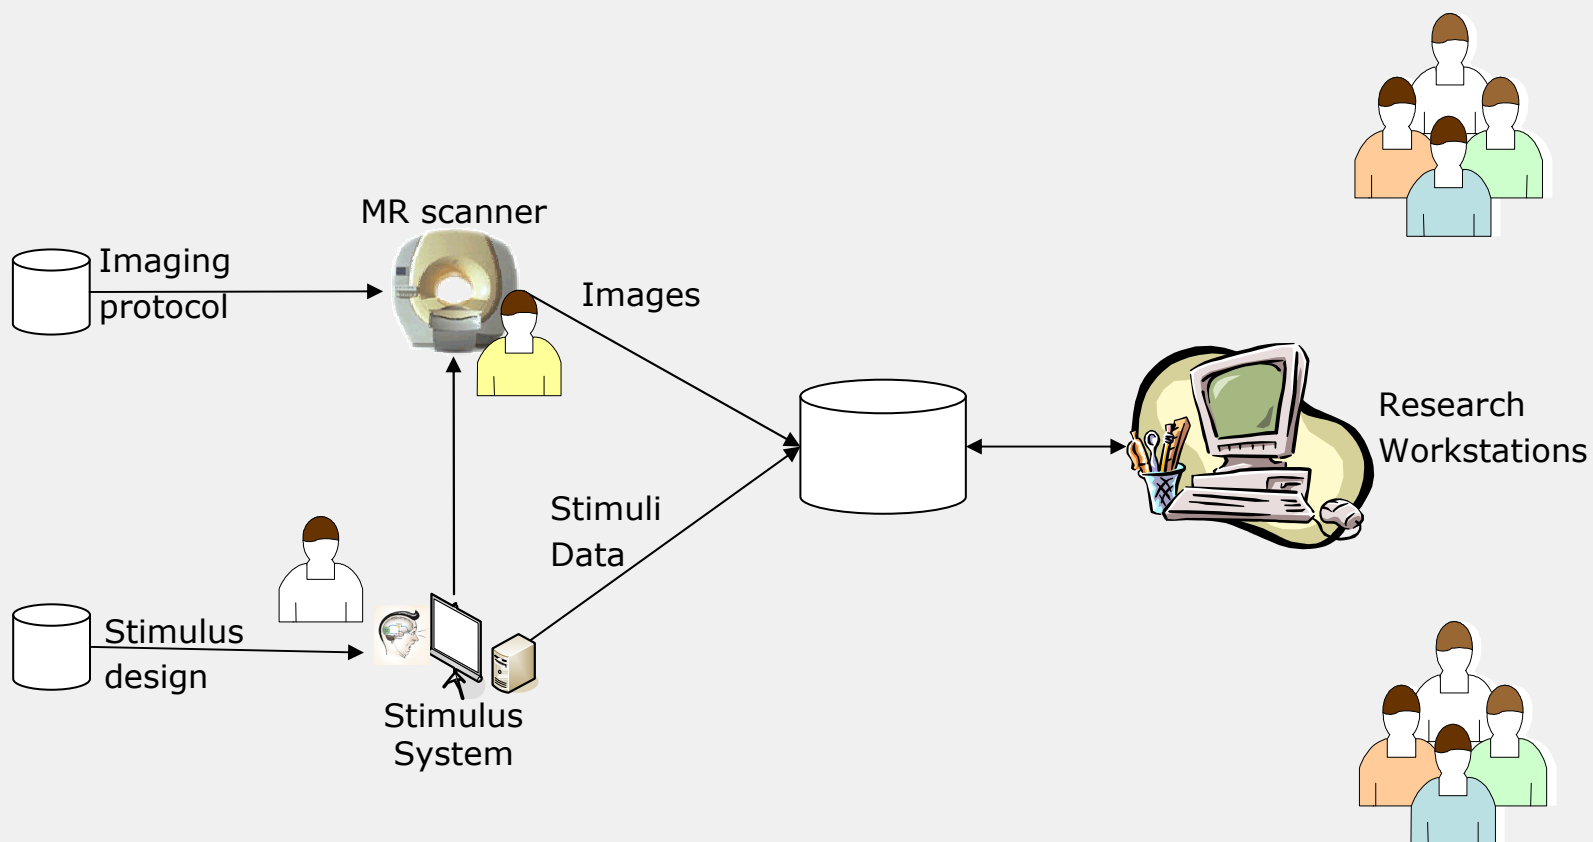 MR scanner
Imaging
protocol
Images
Research
Workstations
Stimuli
Data
Stimulus
design
Stimulus
System